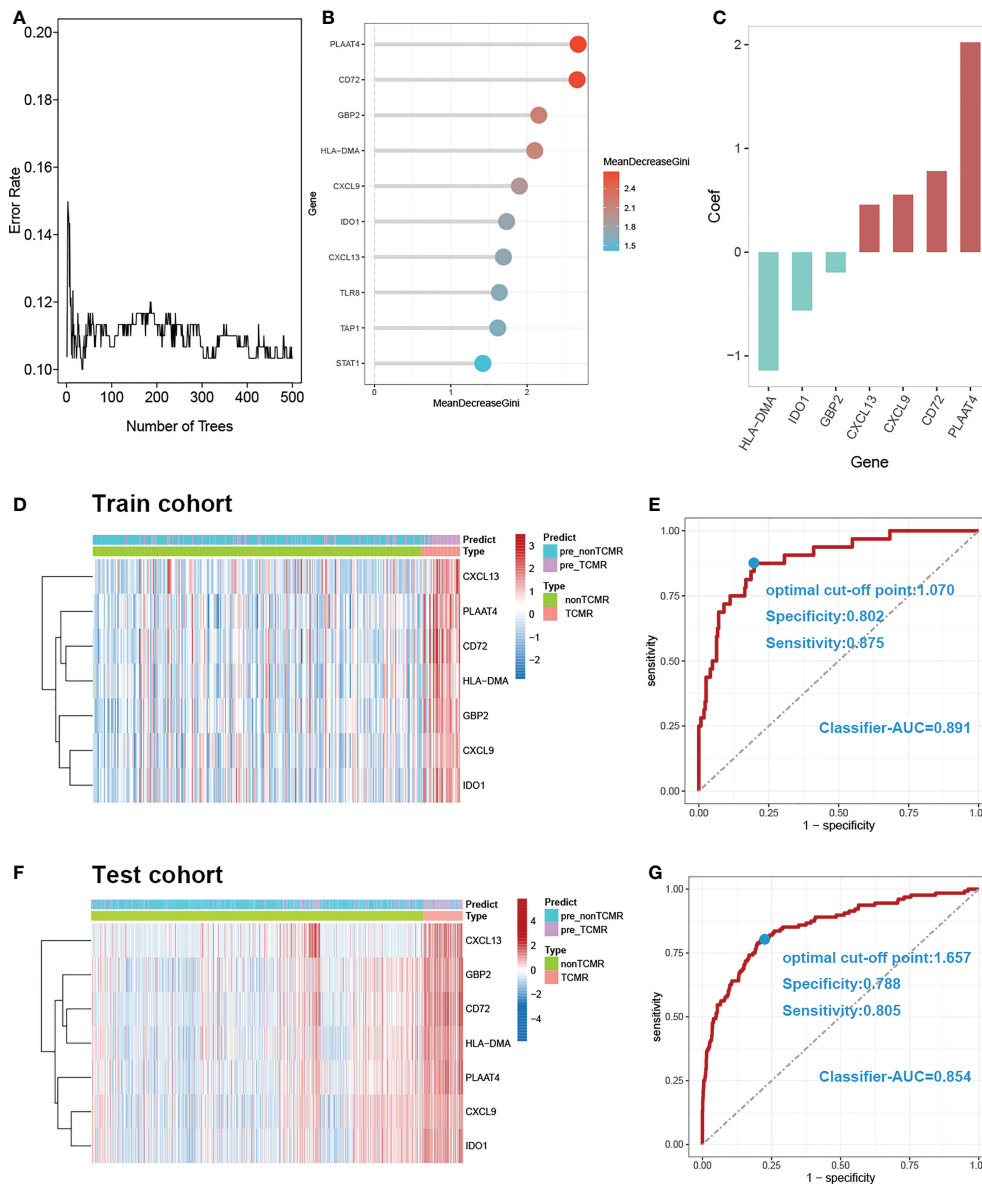 A
0.20
0.18
0.16
0.14
0.12
0.10
Error Rate
0 100 200 300 400 500
Number of Trees
B
PLAAT4
CD72
GBP2
HLA−DMA
CXCL9
IDO1
CXCL13
TLR8
TAP1
STAT1
Gene
0 1 2
MeanDecreaseGini
MeanDecreaseGini
2.4
2.1
1.8
1.5
C
2
1
0
−1
Coef
HLA−DMA IDO1 GBP2 CXCL13 CXCL9 CD72 PLAAT4
Gene
D
Train cohort
Predict
Type
CXCL13
PLAAT4
CD72
HLA−DMA
GBP2
CXCL9
IDO1
3
2
1
0
−1
−2
Predict
pre_nonTCMR
pre_TCMR
Type
nonTCMR
TCMR
E
1.00
0.75
0.50
0.25
0.00
sensitivity
optimal cut-off point:1.070
Specificity:0.802
Sensitivity:0.875
Classifier-AUC=0.891
0.00 0.25 0.50 0.75 1.0
1 − specificity
F
Test cohort
Predict
Type
CXCL13
GBP2
CD72
HLA−DMA
PLAAT4
CXCL9
IDO1
4
2
0
−2
−4
Predict
pre_nonTCMR
pre_TCMR
Type
nonTCMR
TCMR
G
1.00
0.75
0.50
0.25
0.00
sensitivity
optimal cut-off point:1.657
Specificity:0.788
Sensitivity:0.805
Classifier-AUC=0.854
0.00 0.25 0.50 0.75 1.0
1 − specificity